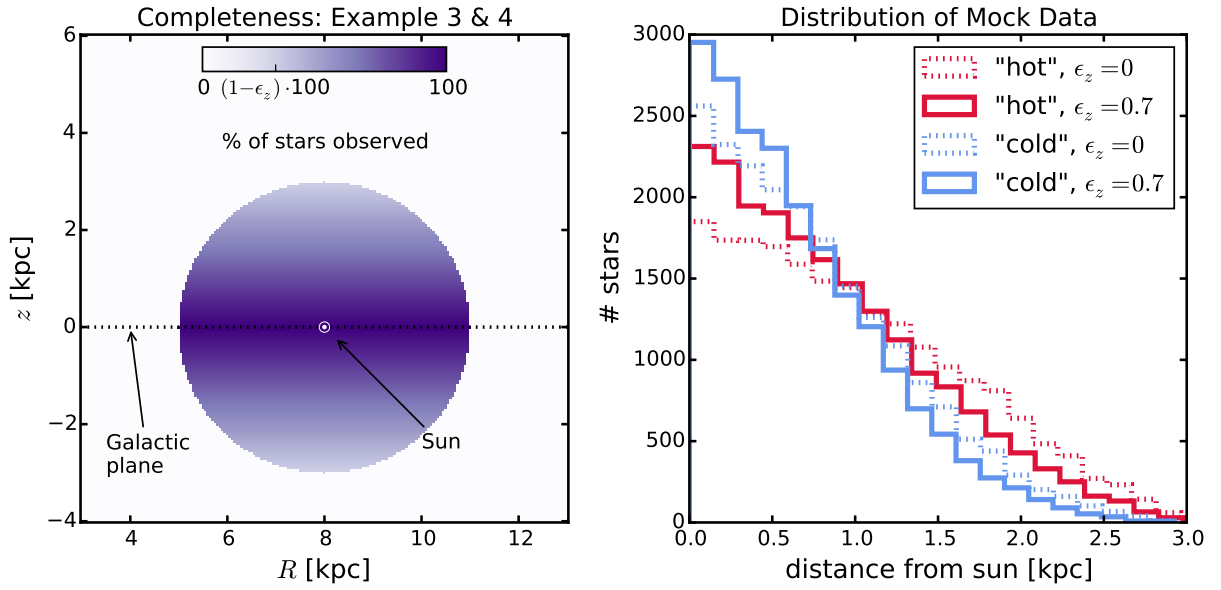 Completeness: Example 3 & 4
0 (1−ϵ_z)·100 100
% of stars observed
6
4
2
0
−2
−4
z [kpc]
Galactic
plane
Sun
4 6 8 10 12
R [kpc]
Distribution of Mock Data
"hot", ϵ_z=0
"hot", ϵ_z=0.7
"cold", ϵ_z=0
"cold", ϵ_z=0.7
3000
2500
2000
1500
1000
500
0
# stars
0.0 0.5 1.0 1.5 2.0 2.5 3.0
distance from sun [kpc]